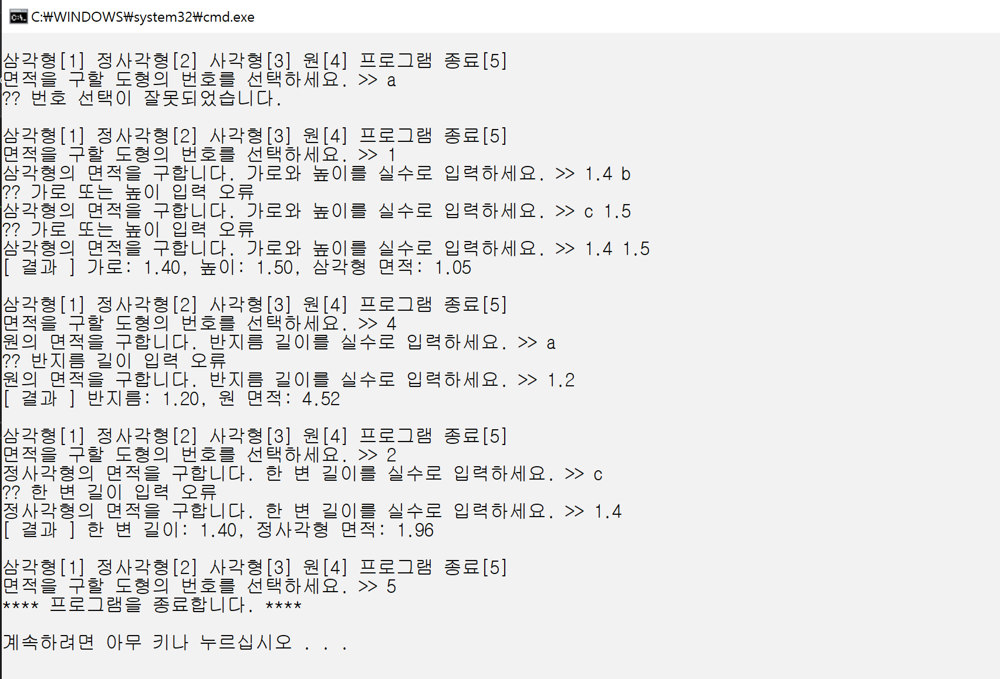 C:₩WINDOWS₩system32₩cmd.exe
삼각형[1] 정사각형[2] 사각형[3] 원[4] 프로그램 종료[5]
면적을 구할 도형의 번호를 선택하세요. >> a
?? 번호 선택이 잘못되었습니다.
삼각형[1] 정사각형[2] 사각형[3] 원[4] 프로그램 종료[5]
면적을 구할 도형의 번호를 선택하세요. >> 1
삼각형의 면적을 구합니다. 가로와 높이를 실수로 입력하세요. >> 1.4 b
?? 가로 또는 높이 입력 오류
삼각형의 면적을 구합니다. 가로와 높이를 실수로 입력하세요. >> c 1.5
?? 가로 또는 높이 입력 오류
삼각형의 면적을 구합니다. 가로와 높이를 실수로 입력하세요. >> 1.4 1.5
[ 결과 ] 가로: 1.40, 높이: 1.50, 삼각형 면적: 1.05
삼각형[1] 정사각형[2] 사각형[3] 원[4] 프로그램 종료[5]
면적을 구할 도형의 번호를 선택하세요. >> 4
원의 면적을 구합니다. 반지름 길이를 실수로 입력하세요. >> a
?? 반지름 길이 입력 오류
원의 면적을 구합니다. 반지름 길이를 실수로 입력하세요. >> 1.2
[ 결과 ] 반지름: 1.20, 원 면적: 4.52
삼각형[1] 정사각형[2] 사각형[3] 원[4] 프로그램 종료[5]
면적을 구할 도형의 번호를 선택하세요. >> 2
정사각형의 면적을 구합니다. 한 변 길이를 실수로 입력하세요. >> c
?? 한 변 길이 입력 오류
정사각형의 면적을 구합니다. 한 변 길이를 실수로 입력하세요. >> 1.4
[ 결과 ] 한 변 길이: 1.40, 정사각형 면적: 1.96
삼각형[1] 정사각형[2] 사각형[3] 원[4] 프로그램 종료[5]
면적을 구할 도형의 번호를 선택하세요. >> 5
**** 프로그램을 종료합니다. ****
계속하려면 아무 키나 누르십시오 . . .